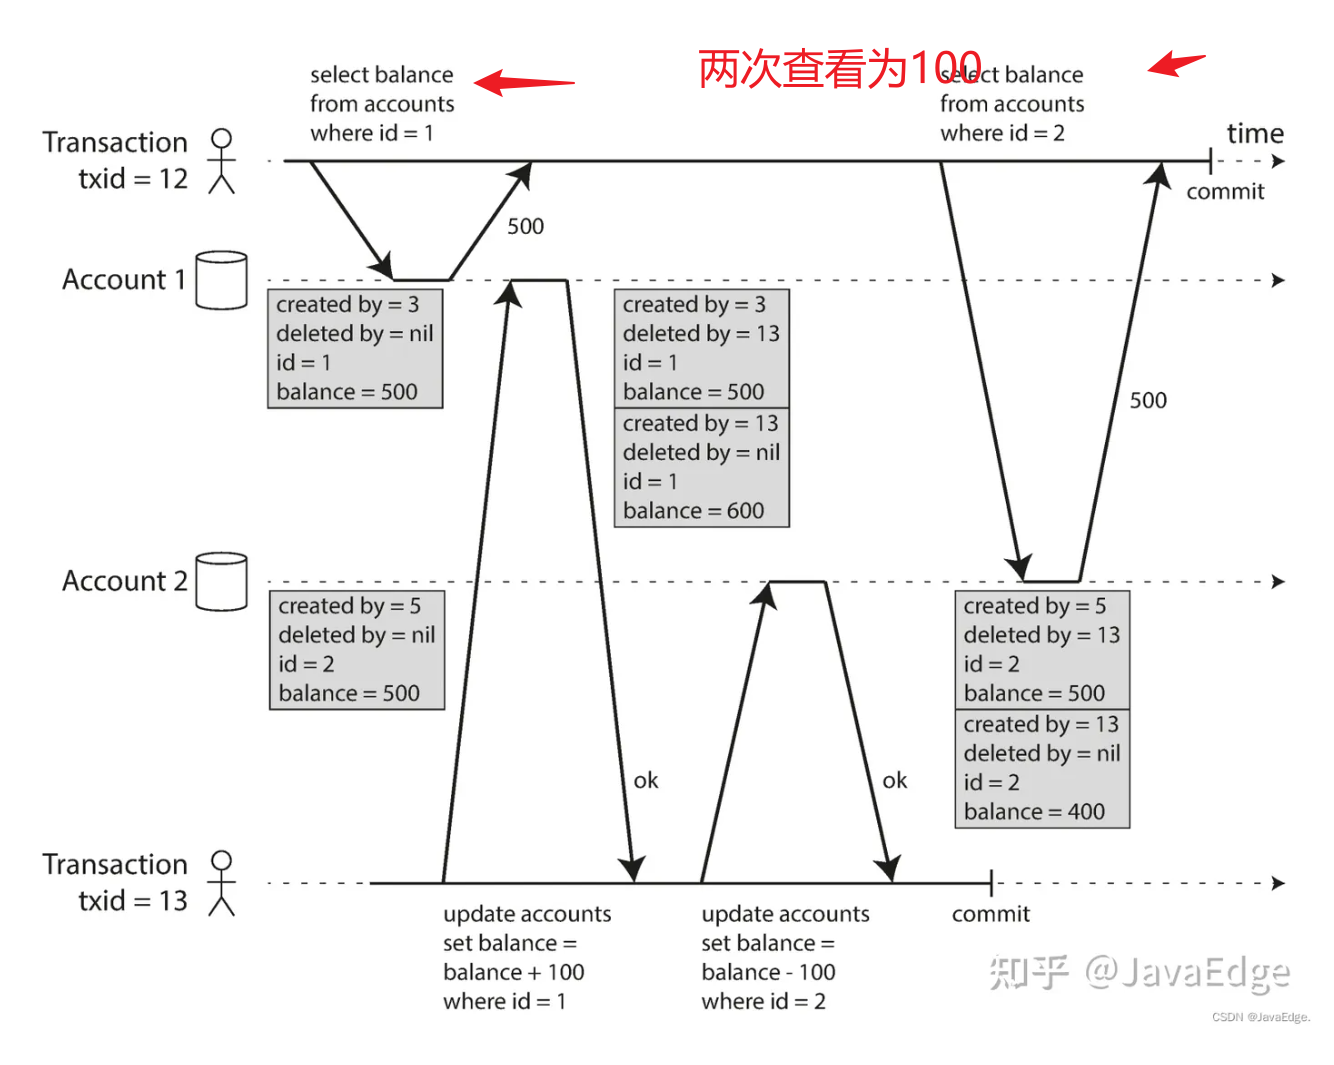 两次查看为100
select balance
from accounts
where id = 1
select balance
from accounts
where id = 2
time
Transaction
txid = 12
commit
500
Account 1
created by = 3
deleted by = nil
id = 1
balance = 500
created by = 3
deleted by = 13
id = 1
balance = 500
created by = 13
deleted by = nil
id = 1
balance = 600
500
Account 2
created by = 5
deleted by = nil
id = 2
balance = 500
created by = 5
deleted by = 13
id = 2
balance = 500
created by = 13
deleted by = nil
id = 2
balance = 400
ok
ok
Transaction
txid = 13
update accounts
set balance =
balance + 100
where id = 1
update accounts
set balance =
balance - 100
where id = 2
commit
知乎 @JavaEdge
CSDN @JavaEdge.